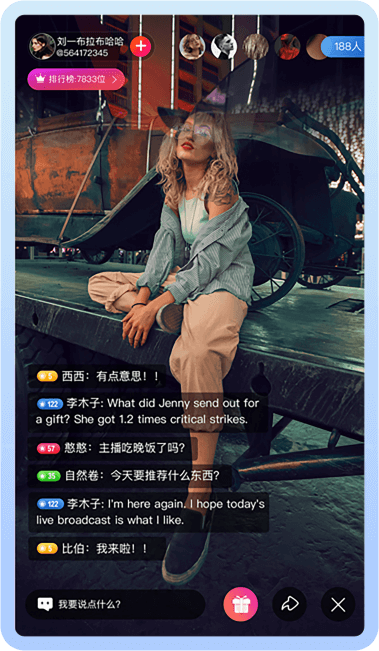 刘一布拉布哈哈
@564172345
188人
排行榜:7833位
5 西西：有点意思！！
122 李木子: What did Jenny send out for
a gift? She got 1.2 times critical strikes.
57 憨憨：主播吃晚饭了吗?
35 自然卷：今天要推荐什么东西?
122 李木子: I'm here again. I hope today's
live broadcast is what I like.
5 比伯：我来啦！！
我要说点什么?